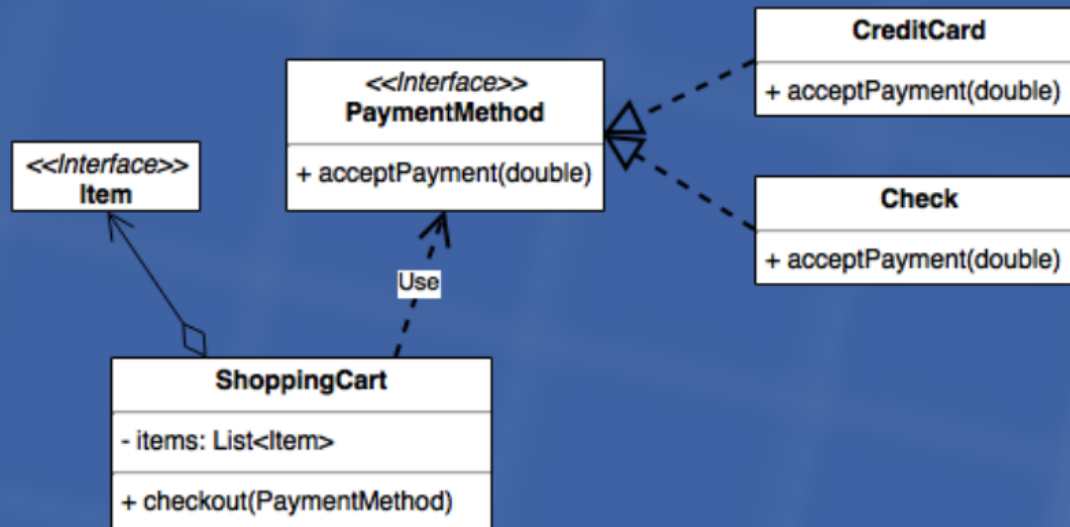 <<Interface>>
Item
<<Interface>>
PaymentMethod
+ acceptPayment(double)
CreditCard
+ acceptPayment(double)
Check
+ acceptPayment(double)
Use
ShoppingCart
- items: List<Item>
+ checkout(PaymentMethod)